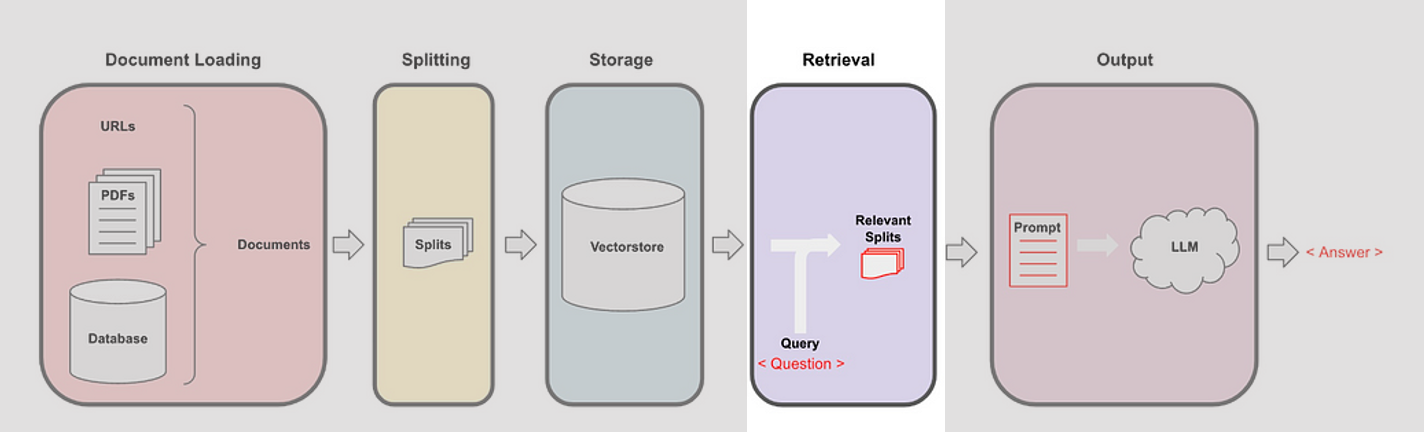 Document Loading
Splitting
Storage
Retrieval
Output
URLs
PDFs
Documents
Database
Splits
Vectorstore
Relevant
Splits
Query
< Question >
Prompt
LLM
< Answer >